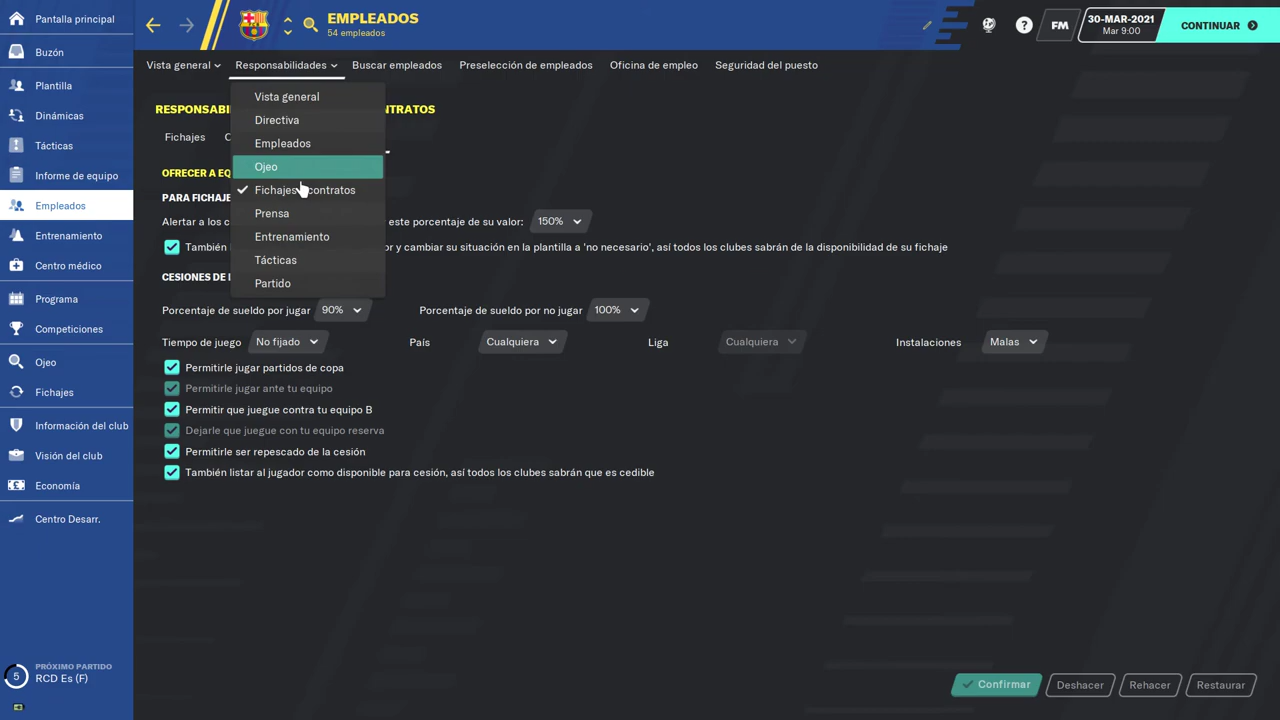 Pantalla principal
EMPLEADOS
54 empleados
FM
30-MAR-2021
Mar 9:00
CONTINUAR
Buzón
Plantilla
Dinámicas
Tácticas
Informe de equipo
Empleados
Entrenamiento
Centro médico
Programa
Competiciones
Ojeo
Fichajes
Información del club
Visión del club
Economía
Centro Desarr.
PRÓXIMO PARTIDO
5 RCD Es (F)
Vista general Responsabilidades Buscar empleados Preselección de empleados Oficina de empleo Seguridad del puesto
Vista general
Directiva
Empleados
Ojeo
Fichajes contratos
Prensa
Entrenamiento
Tácticas
Partido
RESPONSABI NTRATOS
Fichajes C
OFRECER A EQ
PARA FICHAJE
Alertar a los c este porcentaje de su valor: 150%
También l or y cambiar su situación en la plantilla a 'no necesario', así todos los clubes sabrán de la disponibilidad de su fichaje
CESIONES DE
Porcentaje de sueldo por jugar 90% Porcentaje de sueldo por no jugar 100%
Tiempo de juego No fijado País Cualquiera Liga Cualquiera Instalaciones Malas
Permitirle jugar partidos de copa
Permitirle jugar ante tu equipo
Permitir que juegue contra tu equipo B
Dejarle que juegue con tu equipo reserva
Permitirle ser repescado de la cesión
También listar al jugador como disponible para cesión, así todos los clubes sabrán que es cedible
Confirmar Deshacer Rehacer Restaurar